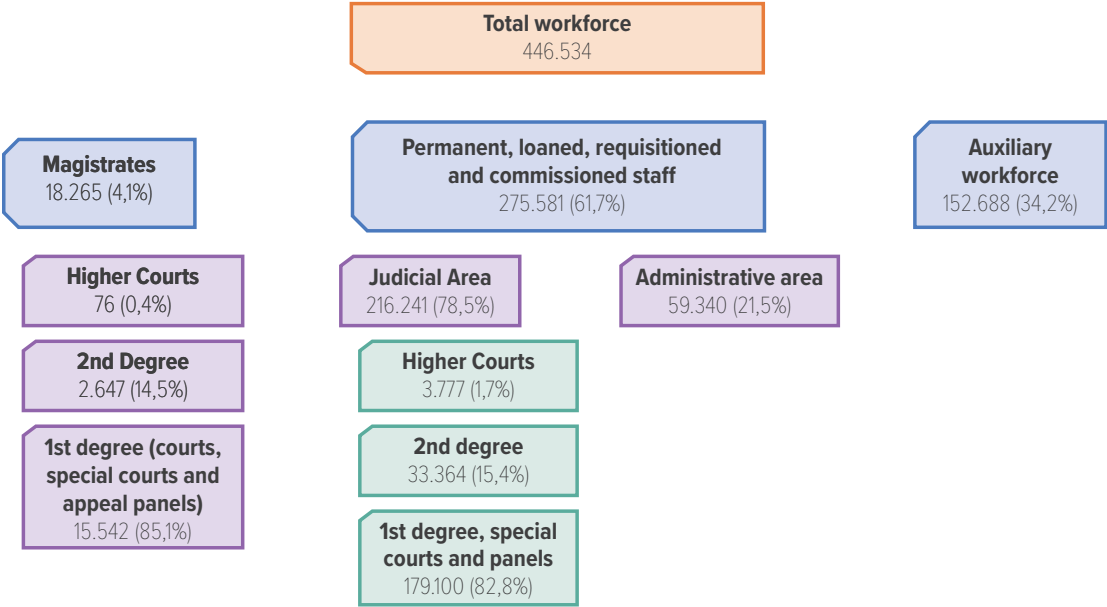 Total workforce
446.534
Magistrates
18.265 (4,1%)
Permanent, loaned, requisitioned
and commissioned staff
275.581 (61,7%)
Auxiliary
workforce
152.688 (34,2%)
Higher Courts
76 (0,4%)
Judicial Area
216.241 (78,5%)
Administrative area
59.340 (21,5%)
2nd Degree
2.647 (14,5%)
Higher Courts
3.777 (1,7%)
1st degree (courts,
special courts and
appeal panels)
15.542 (85,1%)
2nd degree
33.364 (15,4%)
1st degree, special
courts and panels
179.100 (82,8%)